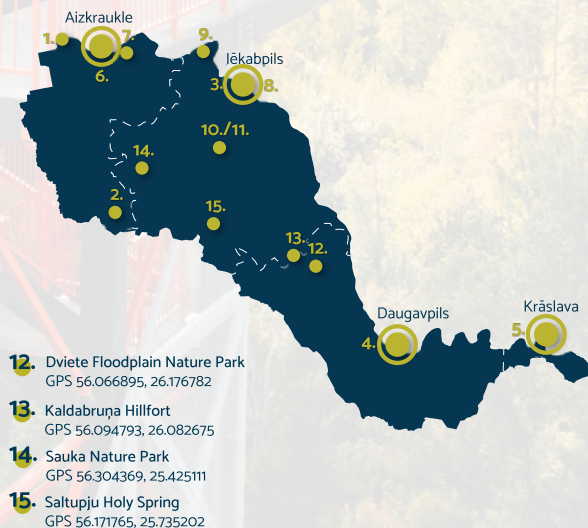 Aizkraukle
1.
7.
9.
6.
Jēkabpils
3.
8.
10./11.
14.
2.
15.
13.
12.
Daugavpils
4.
Krāslava
5.
12. Dviete Floodplain Nature Park
GPS 56.066895, 26.176782
13. Kaldabruņa Hillfort
GPS 56.094793, 26.082675
14. Sauka Nature Park
GPS 56.304369, 25.425111
15. Saltupju Holy Spring
GPS 56.171765, 25.735202